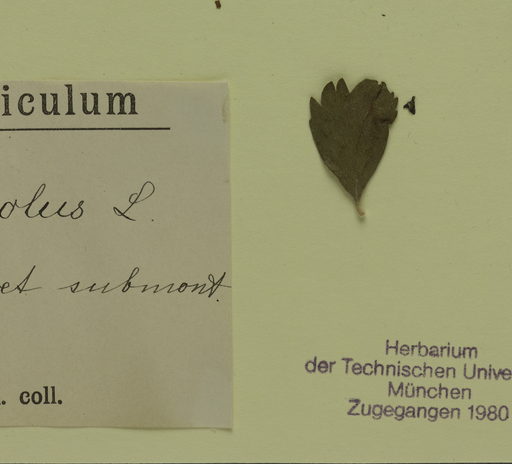 iculum
olus L.
et submont.
. coll.
Herbarium
der Technischen Unive
München
Zugegangen 1980